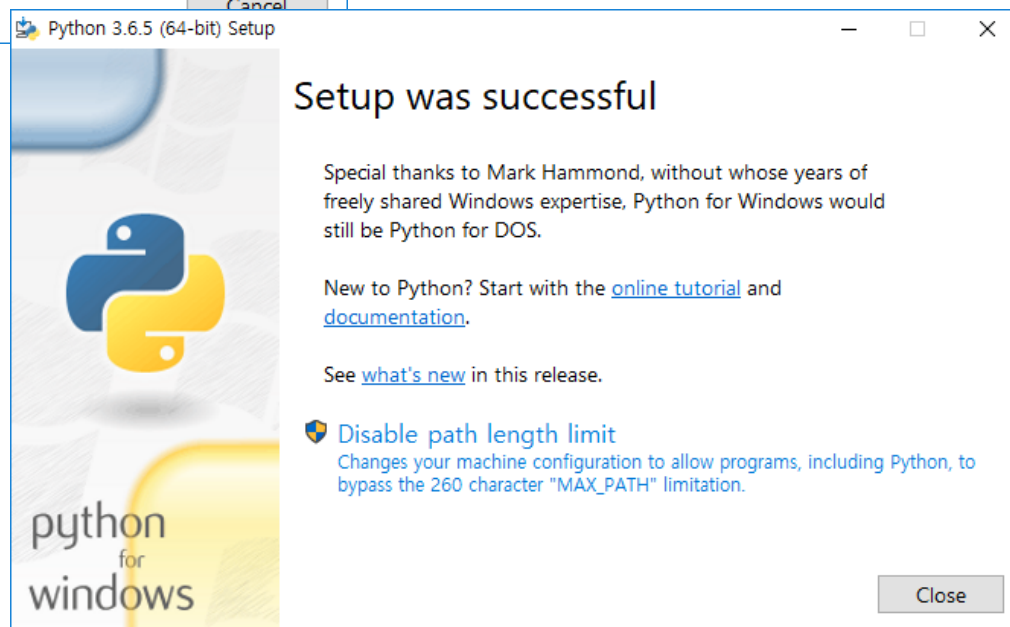 Cancel
Python 3.6.5 (64-bit) Setup
Setup was successful
Special thanks to Mark Hammond, without whose years of
freely shared Windows expertise, Python for Windows would
still be Python for DOS.
New to Python? Start with the online tutorial and
documentation.
See what's new in this release.
Disable path length limit
Changes your machine configuration to allow programs, including Python, to
bypass the 260 character "MAX_PATH" limitation.
python
for
windows
Close